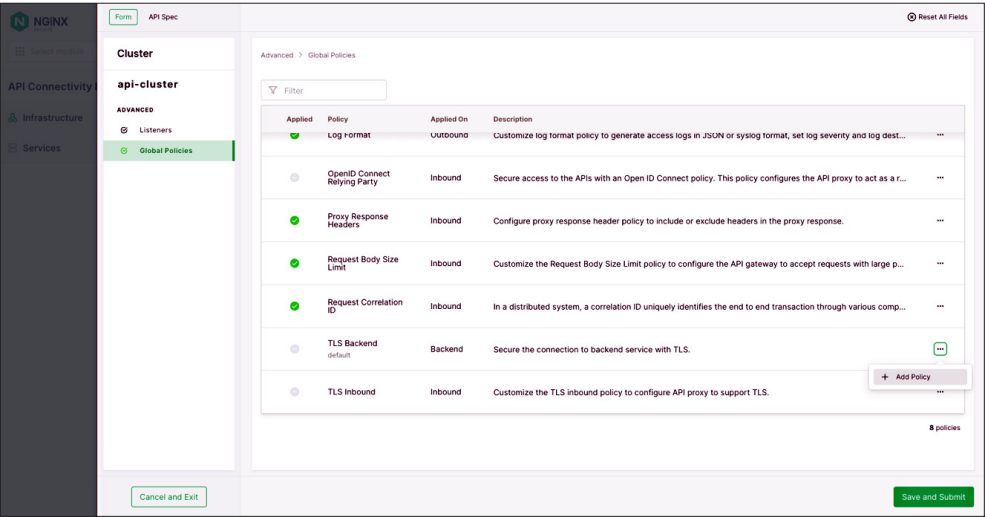 NGINX
Form
API Spec
Reset All Fields
Select module
API Connectivity
Infrastructure
Services
Cluster
api-cluster
ADVANCED
Listeners
Global Policies
Advanced > Global Policies
Filter
Applied Policy Applied On Description
Log Format Outbound Customize log format policy to generate access logs in JSON or syslog format, set log severity and log dest... ...
OpenID Connect
Relying Party
Inbound Secure access to the APIs with an Open ID Connect policy. This policy configures the API proxy to act as a r... ...
Proxy Response
Headers
Inbound Configure proxy response header policy to include or exclude headers in the proxy response. ...
Request Body Size
Limit
Inbound Customize the Request Body Size Limit policy to configure the API gateway to accept requests with large p... ...
Request Correlation
ID
Inbound In a distributed system, a correlation ID uniquely identifies the end to end transaction through various comp... ...
TLS Backend
default
Backend Secure the connection to backend service with TLS. ...
+ Add Policy
TLS Inbound Inbound Customize the TLS inbound policy to configure API proxy to support TLS. ...
8 policies
Cancel and Exit
Save and Submit